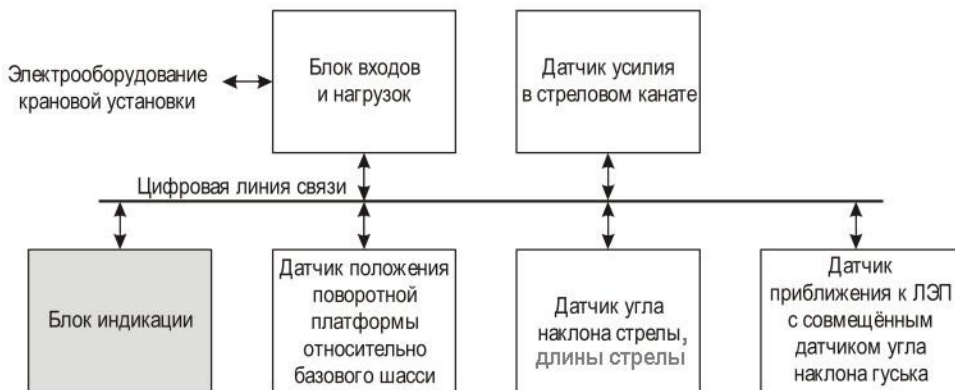 Электрооборудование
крановой установки
Блок входов
и нагрузок
Датчик усилия
в стреловом канате
Цифровая линия связи
Блок индикации
Датчик положения
поворотной
платформы
относительно
базового шасси
Датчик угла
наклона стрелы,
длины стрелы
Датчик
приближения к ЛЭП
с совмещённым
датчиком угла
наклона гуська